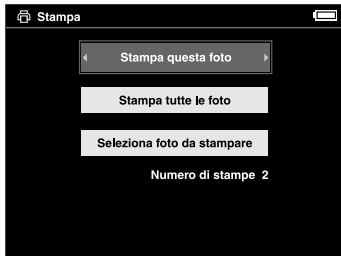 Stampa
Stampa questa foto
Stampa tutte le foto
Seleziona foto da stampare
Numero di stampe 2